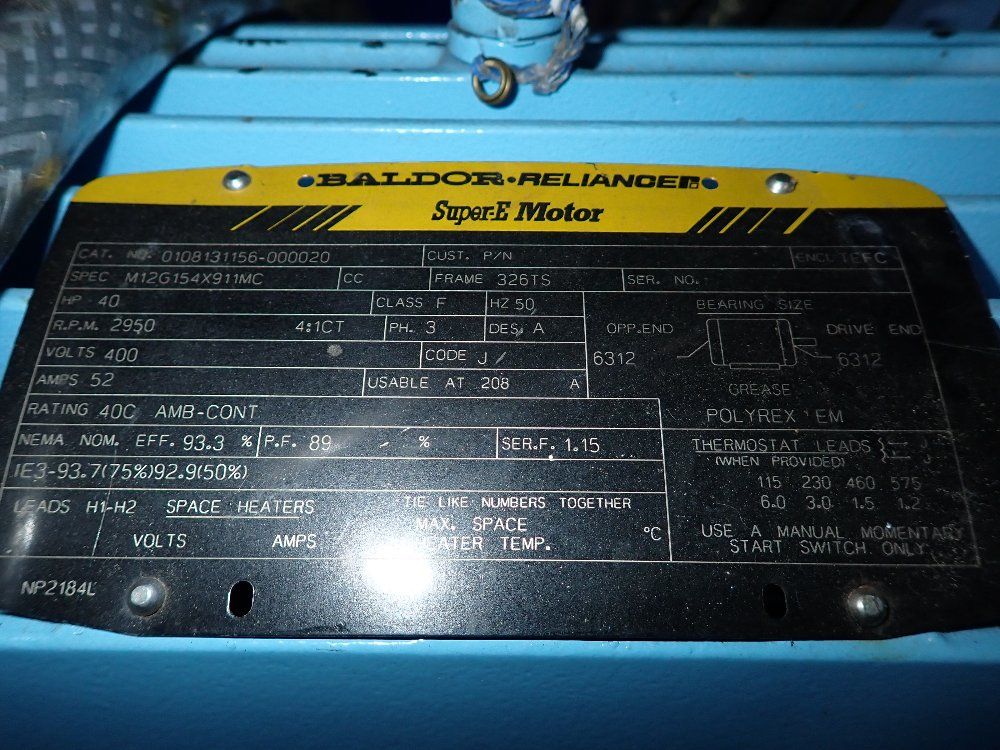 BALDOR • RELIANCER
Super-E Motor
CAT. NO. 0108131156-000020 CUST. P/N ENCL TEFC
SPEC M12G154X911MC CC FRAME 326TS SER. NO.
HP 40 CLASS F HZ 50 BEARING SIZE
R.P.M. 2950 4:1CT PH. 3 DES. A OPP.END DRIVE END
VOLTS 400 CODE J 6312 6312
AMPS 52 USABLE AT 208 A GREASE
RATING 40C AMB-CONT POLYREX EM
NEMA NOM. EFF. 93.3 % P.F. 89 % SER.F. 1.15 THERMOSTAT LEADS
IE3-93.7(75%)92.9(50%) (WHEN PROVIDED)
115 230 460 575
6.0 3.0 1.5 1.2
LEADS H1-H2 SPACE HEATERS TIE LIKE NUMBERS TOGETHER
VOLTS AMPS MAX. SPACE HEATER TEMP. °C
USE A MANUAL MOMENTARY
START SWITCH ONLY
NP2184L